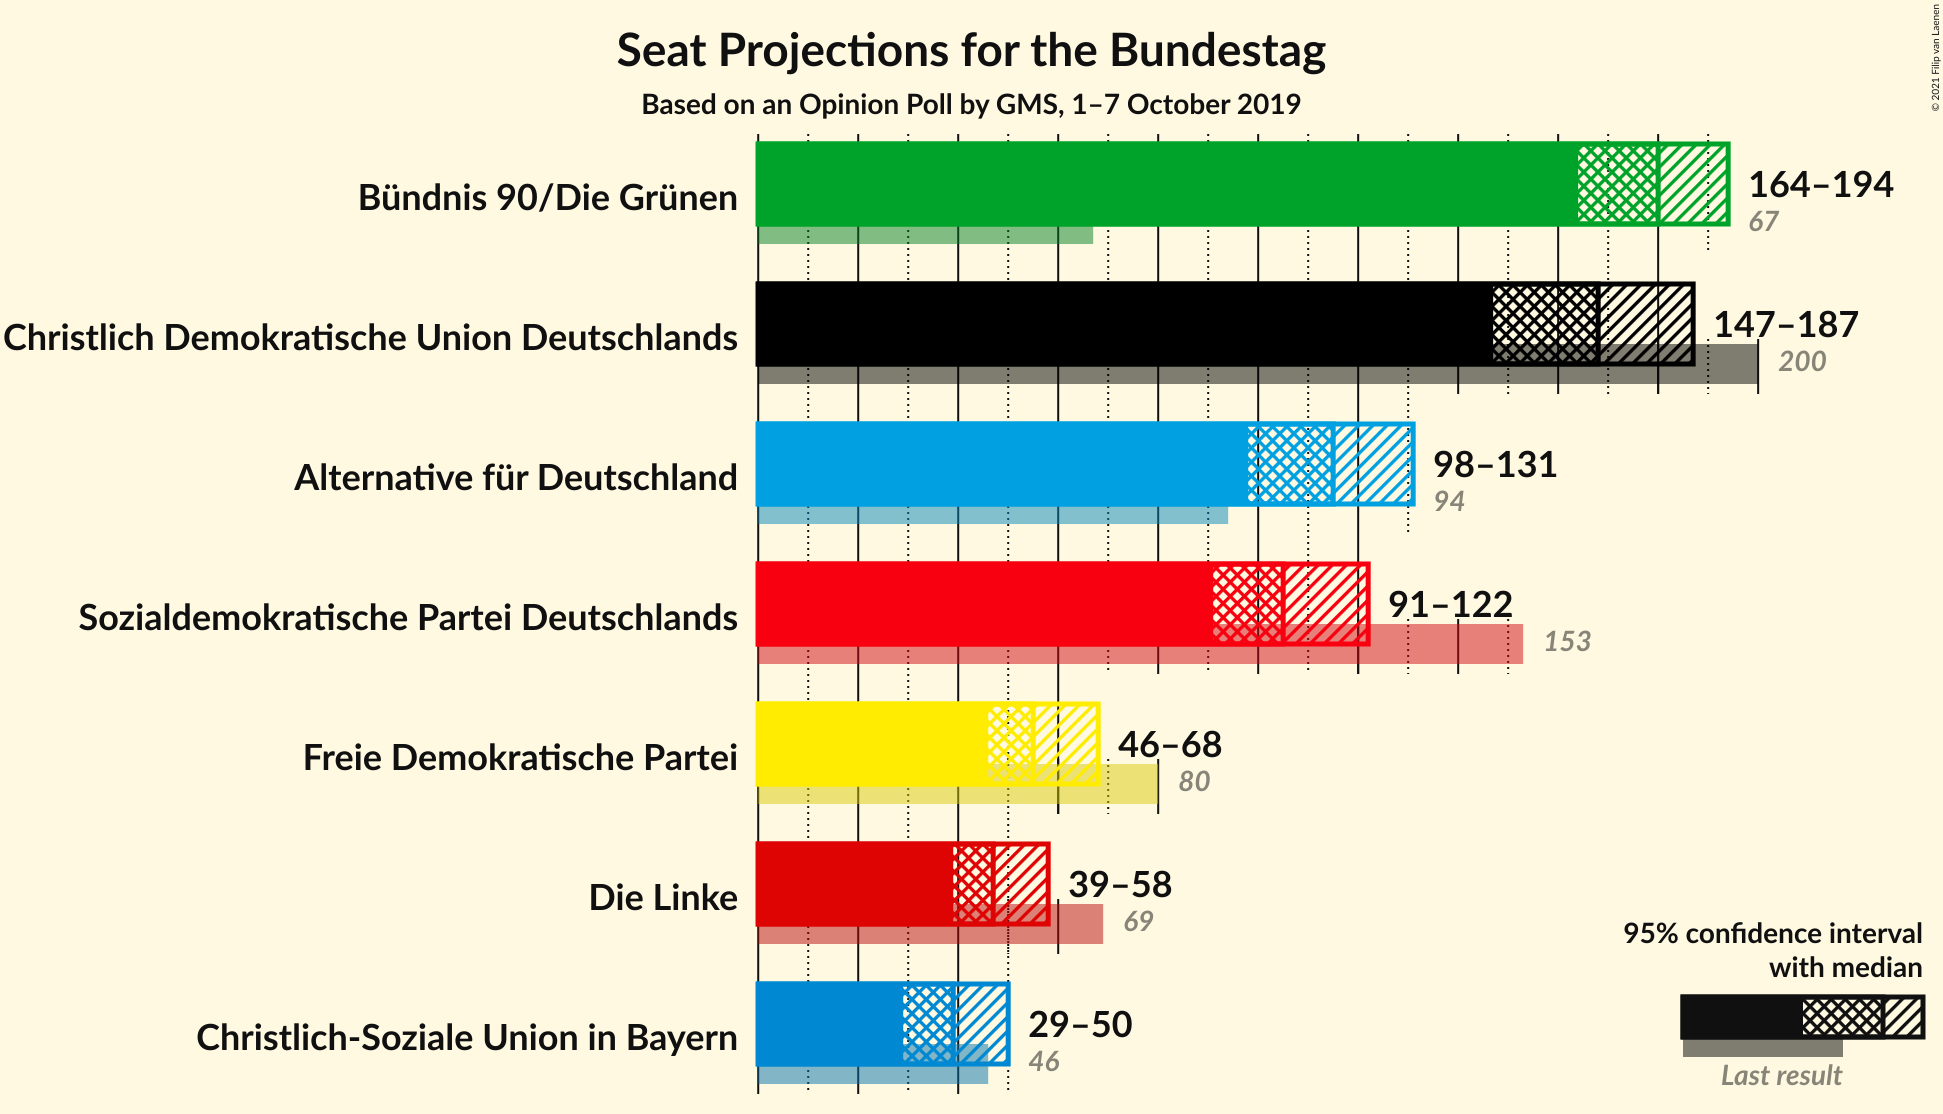 Seat Projections for the Bundestag
Based on an Opinion Poll by GMS, 1–7 October 2019
© 2021 Filip van Laenen
Bündnis 90/Die Grünen
164–194
67
Christlich Demokratische Union Deutschlands
147–187
200
Alternative für Deutschland
98–131
94
Sozialdemokratische Partei Deutschlands
91–122
153
Freie Demokratische Partei
46–68
80
Die Linke
39–58
69
Christlich-Soziale Union in Bayern
29–50
46
95% confidence interval
with median
Last result